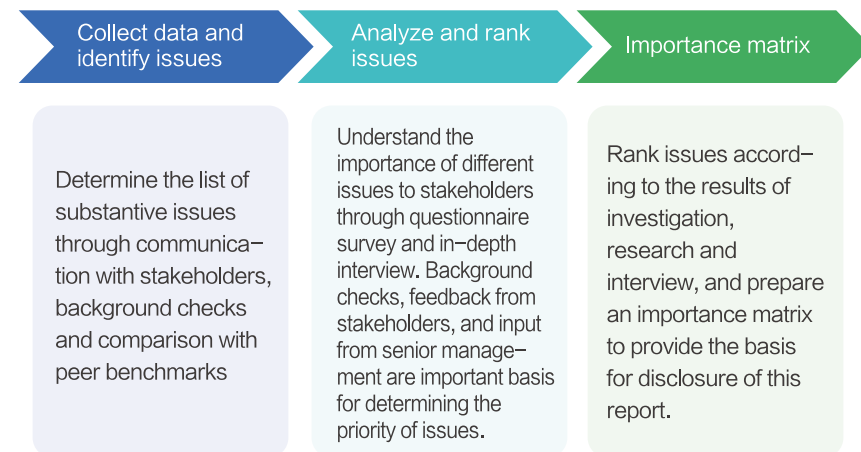 Collect data and
identify issues
Analyze and rank
issues
Importance matrix
Determine the list of
substantive issues
through communica–
tion with stakeholders,
background checks
and comparison with
peer benchmarks
Understand the
importance of different
issues to stakeholders
through questionnaire
survey and in–depth
interview. Background
checks, feedback from
stakeholders, and input
from senior manage–
ment are important basis
for determining the
priority of issues.
Rank issues accord–
ing to the results of
investigation,
research and
interview, and prepare
an importance matrix
to provide the basis
for disclosure of this
report.